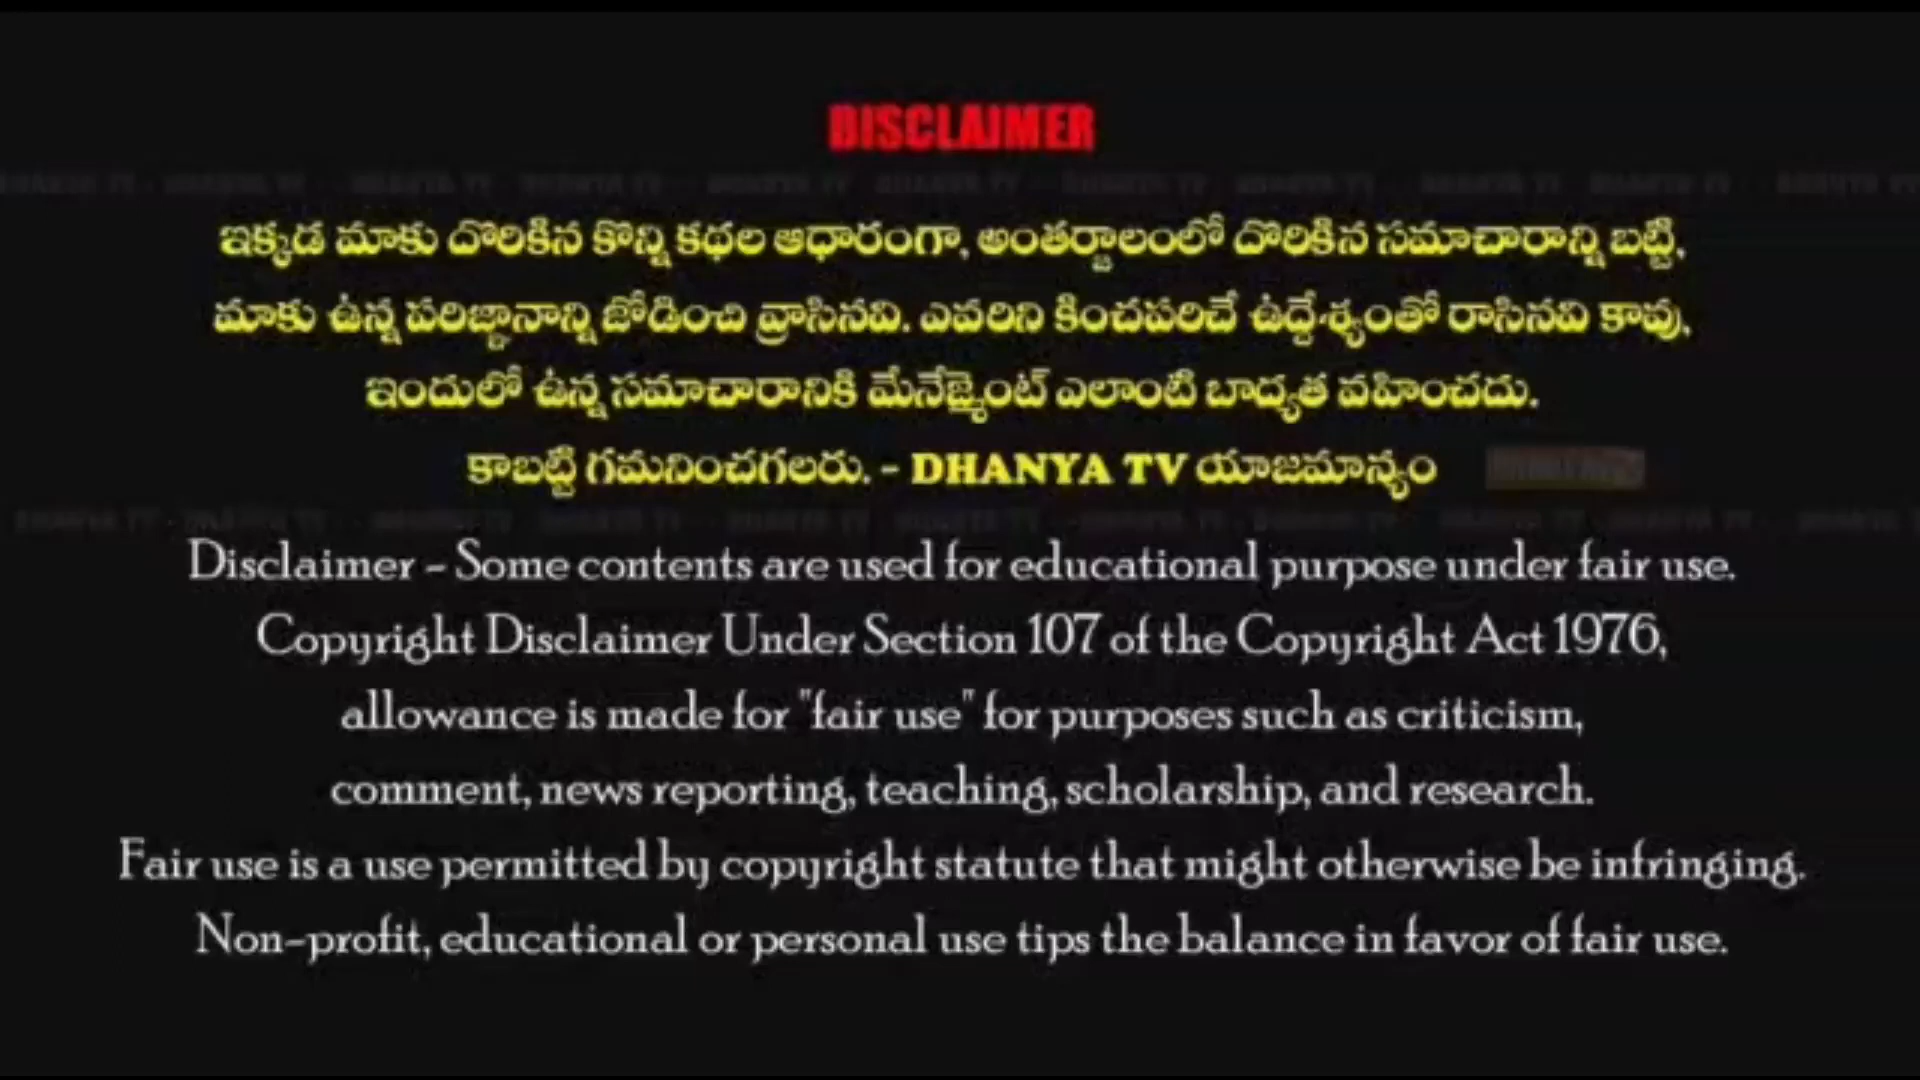 DISCLAIMER
ఇక్కడ మాకు దొరికిన కొన్ని కథల ఆధారంగా, అంతర్జాలంలో దొరికిన సమాచారాన్ని బట్టి,
మాకు ఉన్న పరిజ్ఞానాన్ని జోడించి వ్రాసినవి. ఎవరిని కించపరిచే ఉద్దేశ్యంతో రాసినవి కావు,
ఇందులో ఉన్న సమాచారానికి మేనేజ్మెంట్ ఎలాంటి బాద్యత వహించదు.
కాబట్టి గమనించగలరు. - DHANYA TV యాజమాన్యం
Disclaimer - Some contents are used for educational purpose under fair use.
Copyright Disclaimer Under Section 107 of the Copyright Act 1976,
allowance is made for "fair use" for purposes such as criticism,
comment, news reporting, teaching, scholarship, and research.
Fair use is a use permitted by copyright statute that might otherwise be infringing.
Non-profit, educational or personal use tips the balance in favor of fair use.